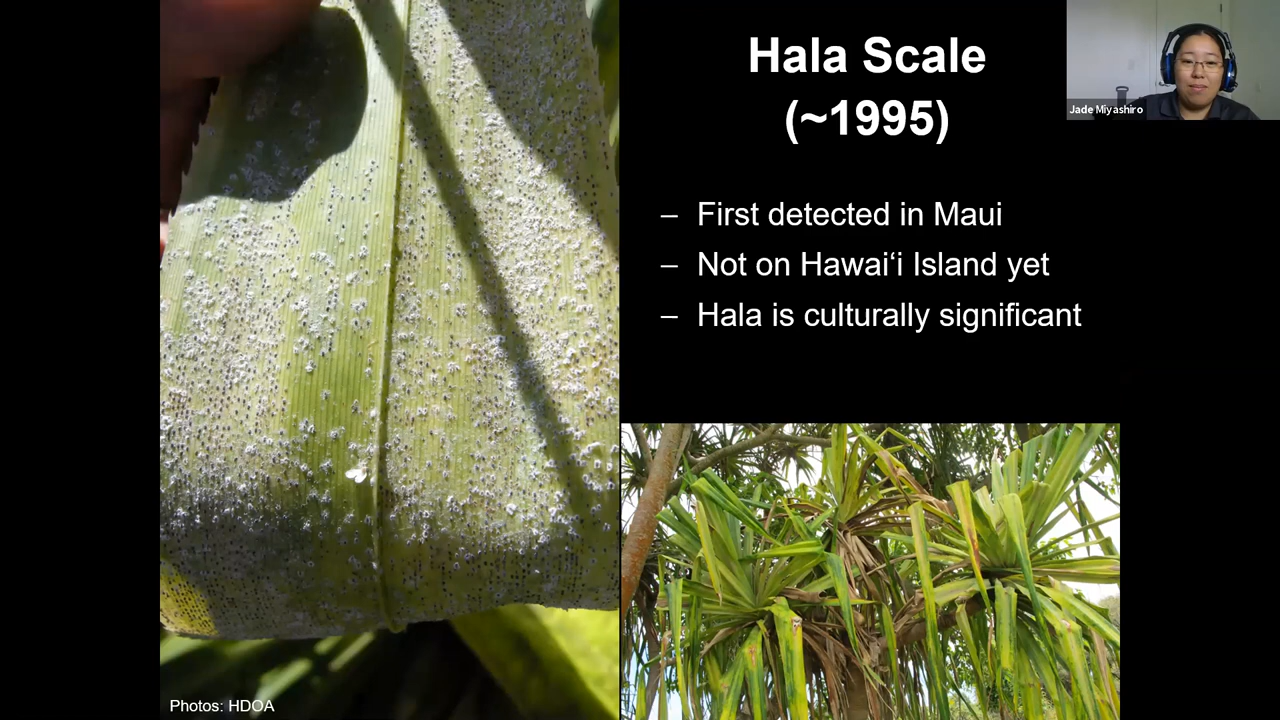 Hala Scale
(~1995)
Jade Miyashiro
– First detected in Maui
– Not on Hawai‘i Island yet
– Hala is culturally significant
Photos: HDOA